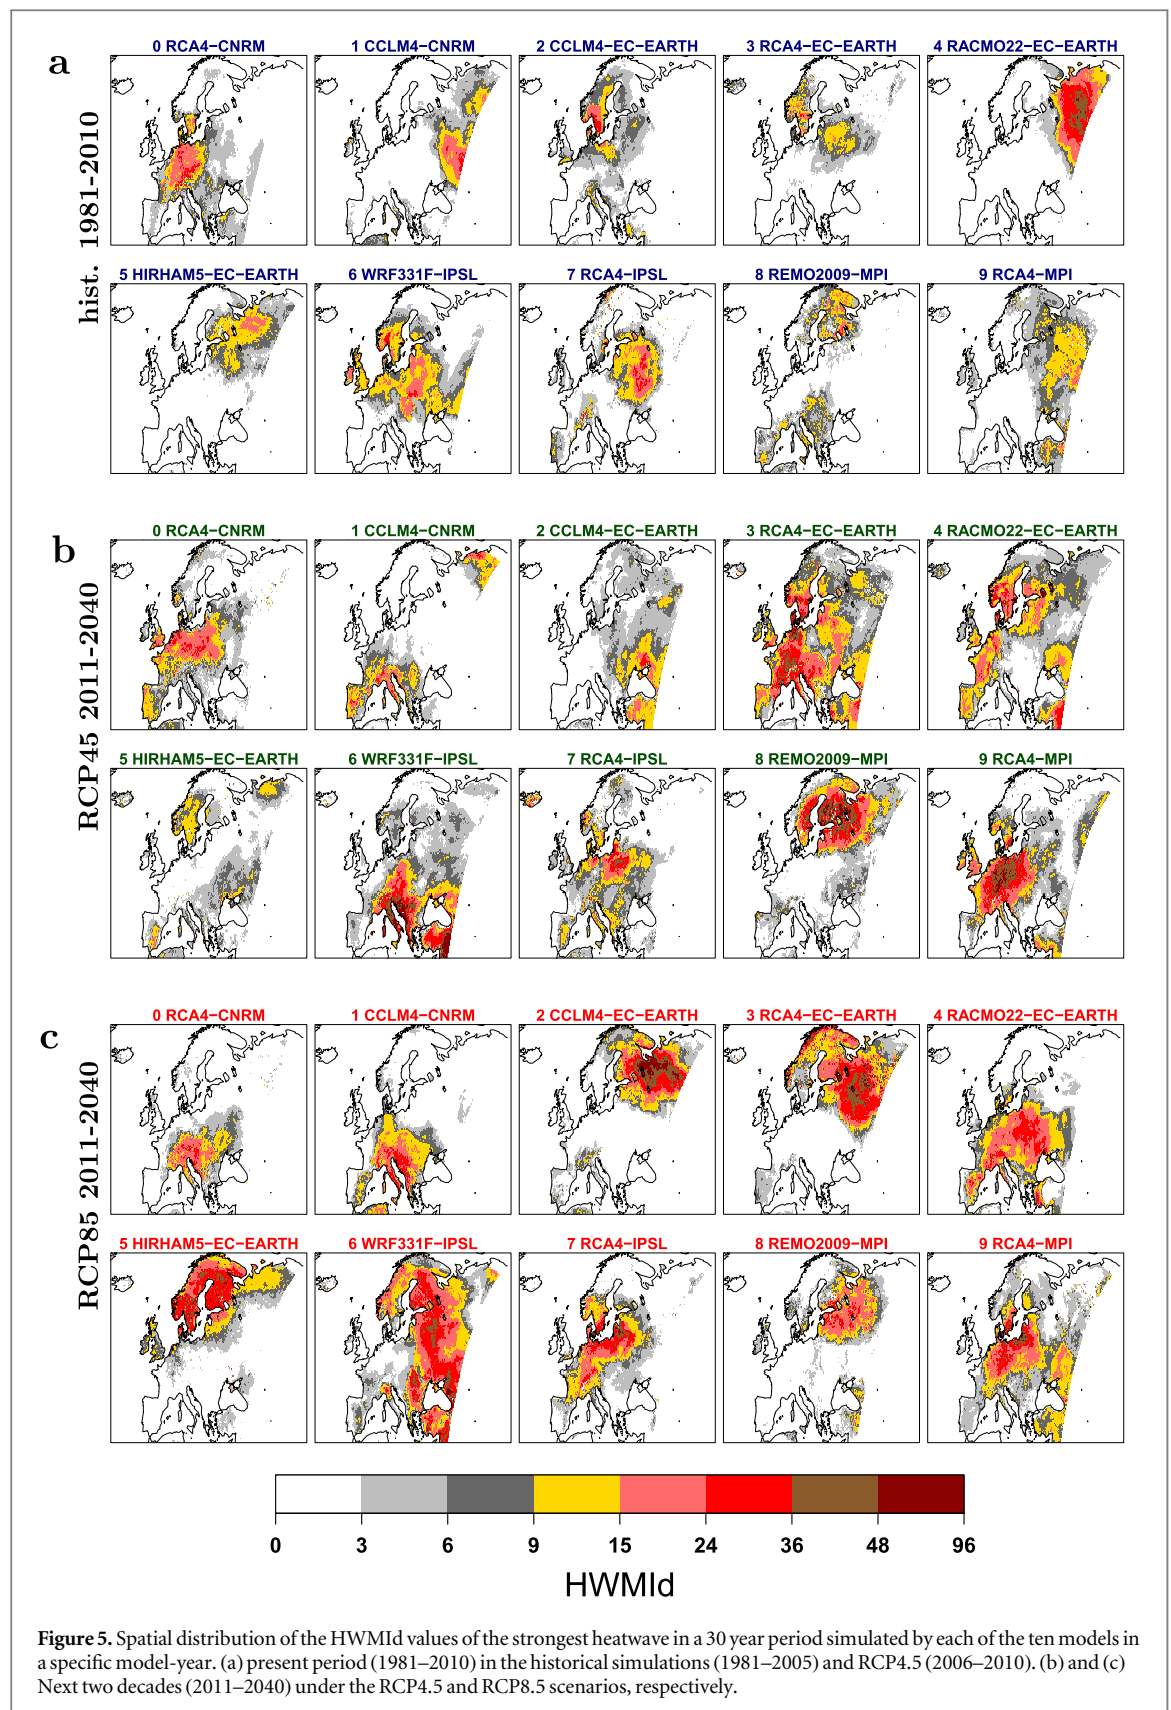 a
hist. 1981-2010
0 RCA4−CNRM
1 CCLM4−CNRM
2 CCLM4−EC−EARTH
3 RCA4−EC−EARTH
4 RACMO22−EC−EARTH
5 HIRHAM5−EC−EARTH
6 WRF331F−IPSL
7 RCA4−IPSL
8 REMO2009−MPI
9 RCA4−MPI
b
RCP45 2011-2040
0 RCA4−CNRM
1 CCLM4−CNRM
2 CCLM4−EC−EARTH
3 RCA4−EC−EARTH
4 RACMO22−EC−EARTH
5 HIRHAM5−EC−EARTH
6 WRF331F−IPSL
7 RCA4−IPSL
8 REMO2009−MPI
9 RCA4−MPI
c
RCP85 2011-2040
0 RCA4−CNRM
1 CCLM4−CNRM
2 CCLM4−EC−EARTH
3 RCA4−EC−EARTH
4 RACMO22−EC−EARTH
5 HIRHAM5−EC−EARTH
6 WRF331F−IPSL
7 RCA4−IPSL
8 REMO2009−MPI
9 RCA4−MPI
0 3 6 9 15 24 36 48 96
HWMId
Figure 5. Spatial distribution of the HWMId values of the strongest heatwave in a 30 year period simulated by each of the ten models in
a specific model-year. (a) present period (1981–2010) in the historical simulations (1981–2005) and RCP4.5 (2006–2010). (b) and (c)
Next two decades (2011–2040) under the RCP4.5 and RCP8.5 scenarios, respectively.